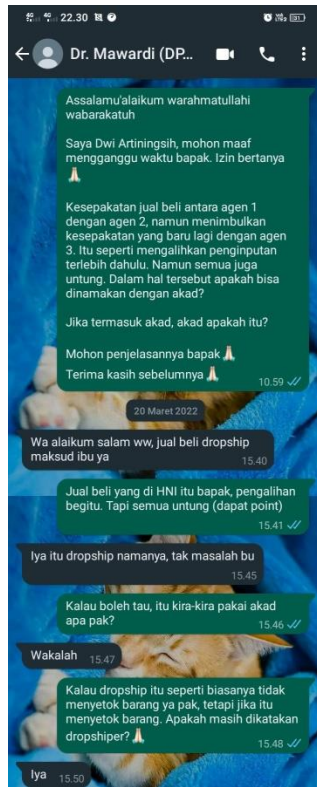 22.30
Dr. Mawardi (DP...
Assalamu'alaikum warahmatullahi
wabarakatuh
Saya Dwi Artiningsih, mohon maaf
mengganggu waktu bapak. Izin bertanya
🙏🏻
Kesepakatan jual beli antara agen 1
dengan agen 2, namun menimbulkan
kesepakatan yang baru lagi dengan agen
3. Itu seperti mengalihkan penginputan
terlebih dahulu. Namun semua juga
untung. Dalam hal tersebut apakah bisa
dinamakan dengan akad?
Jika termasuk akad, akad apakah itu?
Mohon penjelasannya bapak 🙏🏻
Terima kasih sebelumnya 🙏🏻
10.59
20 Maret 2022
Wa alaikum salam ww, jual beli dropship
maksud ibu ya
15.40
Jual beli yang di HNI itu bapak, pengalihan
begitu. Tapi semua untung (dapat point)
15.41
Iya itu dropship namanya, tak masalah bu
15.45
Kalau boleh tau, itu kira-kira pakai akad
apa pak?
15.46
Wakalah 15.47
Kalau dropship itu seperti biasanya tidak
menyetok barang ya pak, tetapi jika itu
menyetok barang. Apakah masih dikatakan
dropshiper? 🙏🏻
15.48
Iya 15.50